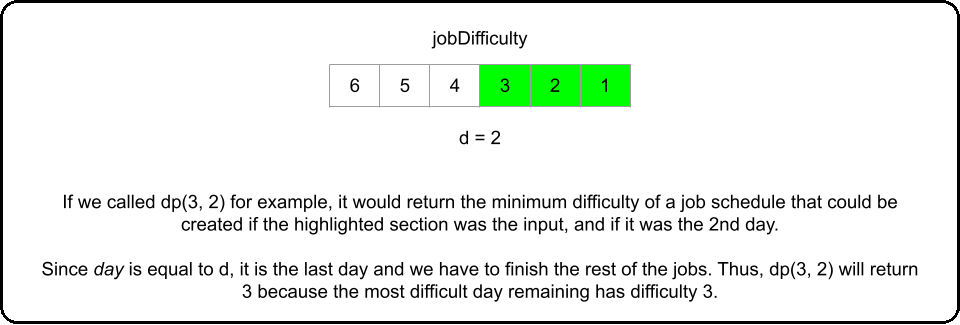 jobDifficulty
6 5 4 3 2 1
d = 2
If we called dp(3, 2) for example, it would return the minimum difficulty of a job schedule that could be
created if the highlighted section was the input, and if it was the 2nd day.
Since day is equal to d, it is the last day and we have to finish the rest of the jobs. Thus, dp(3, 2) will return
3 because the most difficult day remaining has difficulty 3.